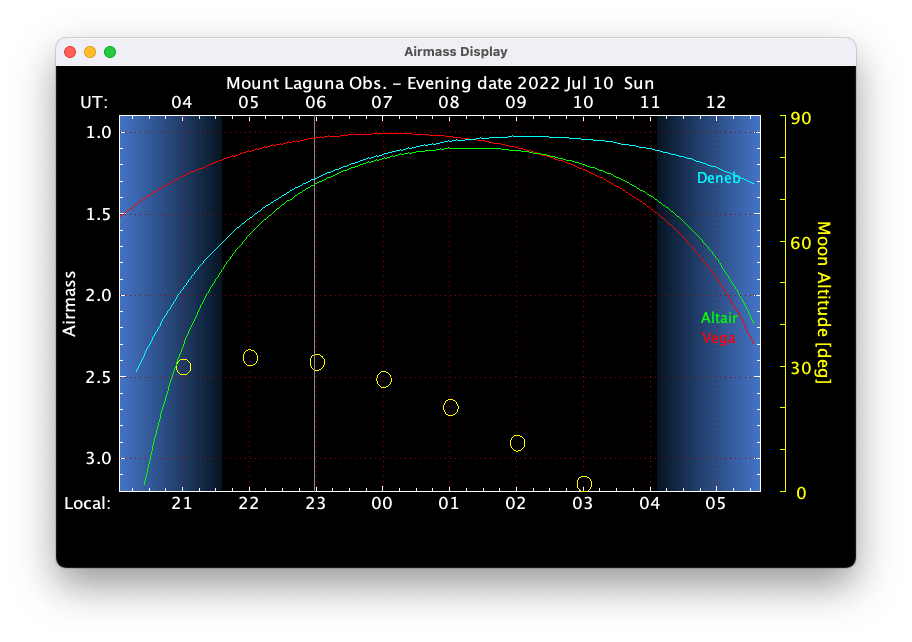 Airmass Display
Mount Laguna Obs. – Evening date 2022 Jul 10  Sun
UT: 04 05 06 07 08 09 10 11 12
1.0
1.5
2.0
2.5
3.0
Airmass
Deneb
Altair
Vega
90
60
30
0
Moon Altitude [deg]
Local: 21 22 23 00 01 02 03 04 05